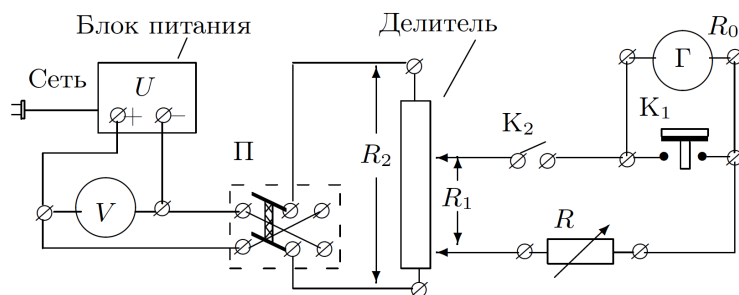 Блок питания
Делитель
Сеть
U
+
−
R₀
Г
K₁
K₂
П
R₂
R₁
V
R